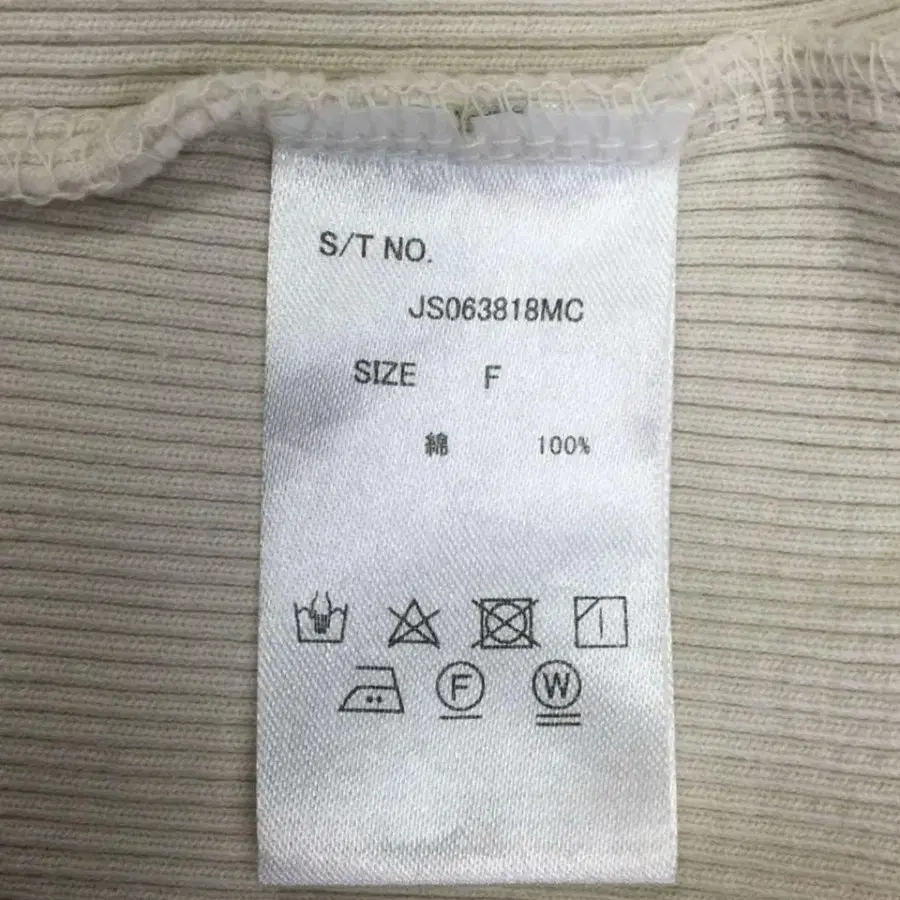 S/T NO.
JS063818MC
SIZE F
綿 100%
F W